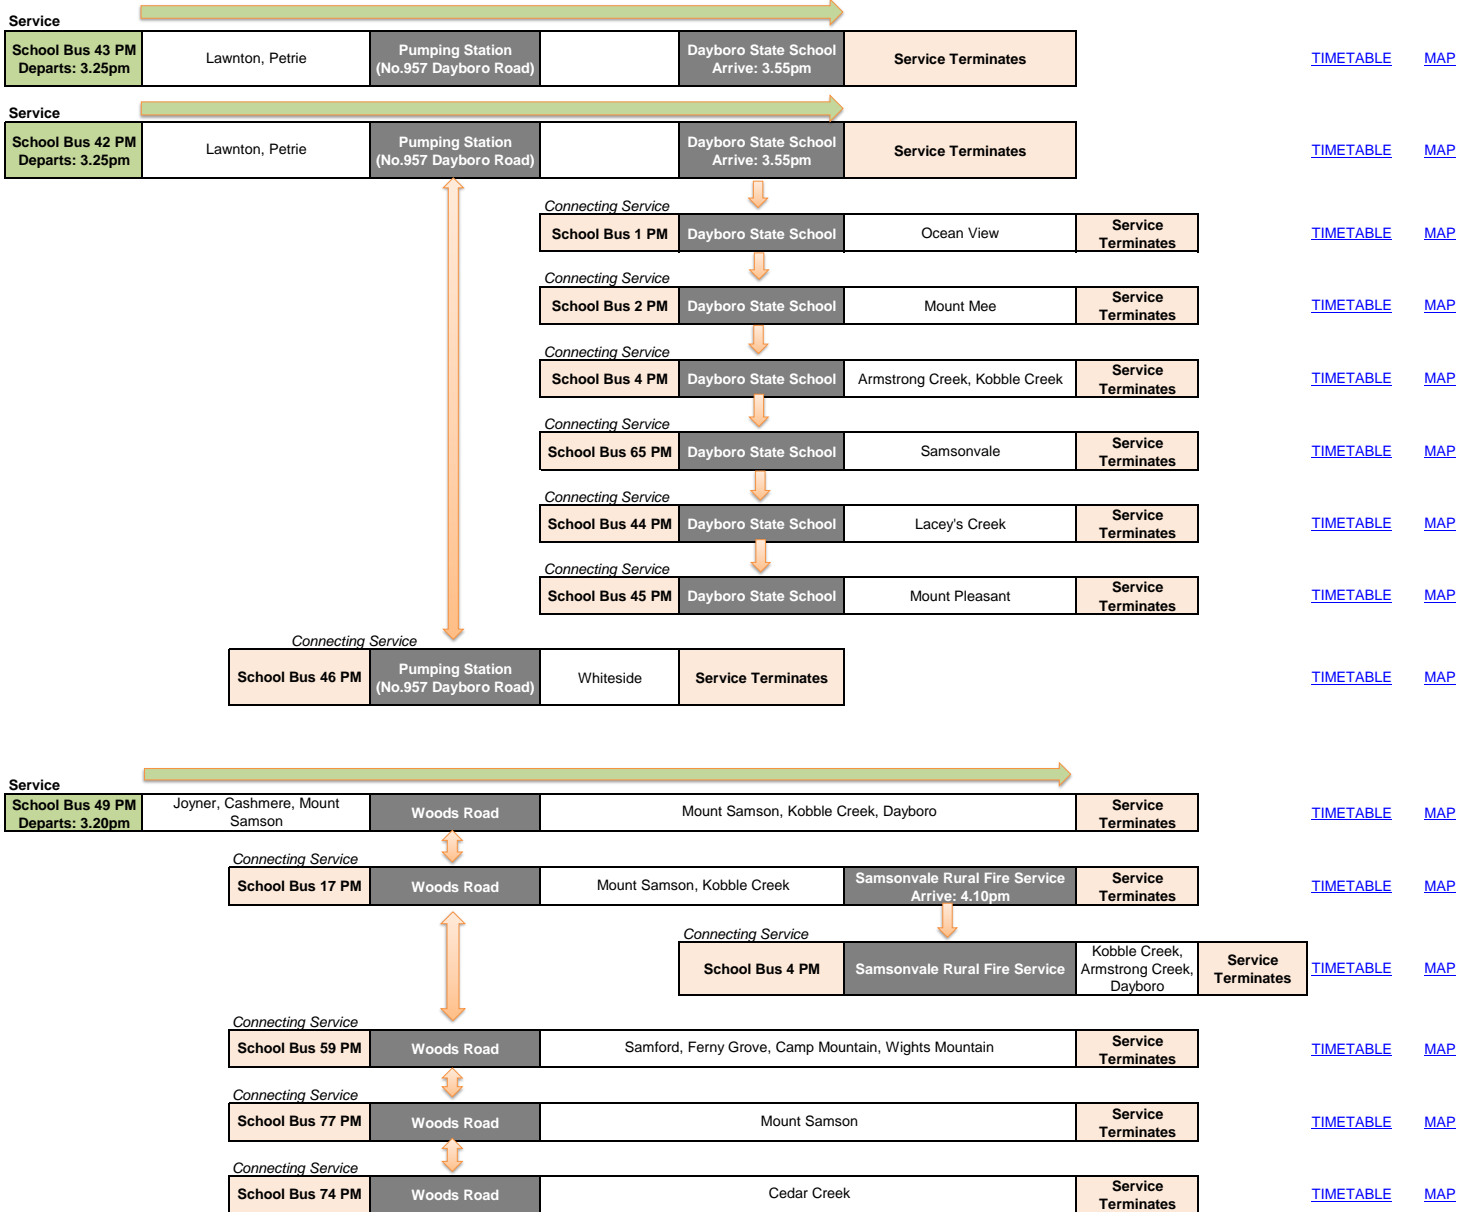 Service
School Bus 43 PM
Departs: 3.25pm
Lawnton, Petrie
Pumping Station
(No.957 Dayboro Road)
Dayboro State School
Arrive: 3.55pm
Service Terminates
TIMETABLE
MAP
Service
School Bus 42 PM
Departs: 3.25pm
Lawnton, Petrie
Pumping Station
(No.957 Dayboro Road)
Dayboro State School
Arrive: 3.55pm
Service Terminates
TIMETABLE
MAP
Connecting Service
School Bus 1 PM
Dayboro State School
Ocean View
Service
Terminates
TIMETABLE
MAP
Connecting Service
School Bus 2 PM
Dayboro State School
Mount Mee
Service
Terminates
TIMETABLE
MAP
Connecting Service
School Bus 4 PM
Dayboro State School
Armstrong Creek, Kobble Creek
Service
Terminates
TIMETABLE
MAP
Connecting Service
School Bus 65 PM
Dayboro State School
Samsonvale
Service
Terminates
TIMETABLE
MAP
Connecting Service
School Bus 44 PM
Dayboro State School
Lacey's Creek
Service
Terminates
TIMETABLE
MAP
Connecting Service
School Bus 45 PM
Dayboro State School
Mount Pleasant
Service
Terminates
TIMETABLE
MAP
Connecting Service
School Bus 46 PM
Pumping Station
(No.957 Dayboro Road)
Whiteside
Service Terminates
TIMETABLE
MAP
Service
School Bus 49 PM
Departs: 3.20pm
Joyner, Cashmere, Mount
Samson
Woods Road
Mount Samson, Kobble Creek, Dayboro
Service
Terminates
TIMETABLE
MAP
Connecting Service
School Bus 17 PM
Woods Road
Mount Samson, Kobble Creek
Samsonvale Rural Fire Service
Arrive: 4.10pm
Service
Terminates
TIMETABLE
MAP
Connecting Service
School Bus 4 PM
Samsonvale Rural Fire Service
Kobble Creek,
Armstrong Creek,
Dayboro
Service
Terminates
TIMETABLE
MAP
Connecting Service
School Bus 59 PM
Woods Road
Samford, Ferny Grove, Camp Mountain, Wights Mountain
Service
Terminates
TIMETABLE
MAP
Connecting Service
School Bus 77 PM
Woods Road
Mount Samson
Service
Terminates
TIMETABLE
MAP
Connecting Service
School Bus 74 PM
Woods Road
Cedar Creek
Service
Terminates
TIMETABLE
MAP